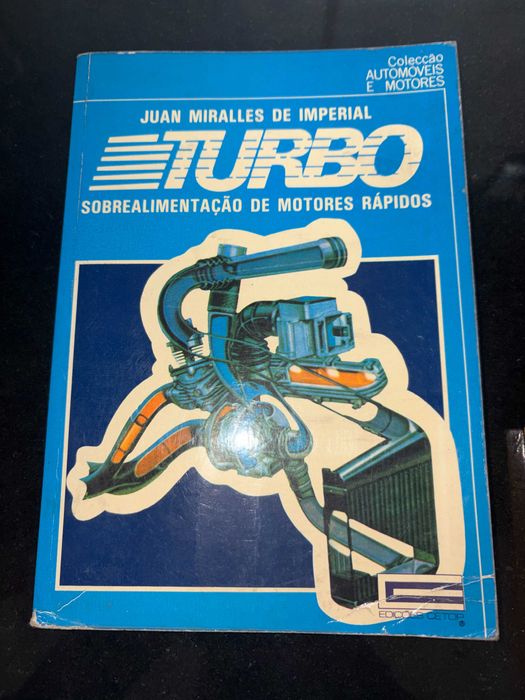 Colecção
AUTOMÓVEIS
E MOTORES
JUAN MIRALLES DE IMPERIAL
TURBO
SOBREALIMENTAÇÃO DE MOTORES RÁPIDOS
EDIÇÕES CETOP
®